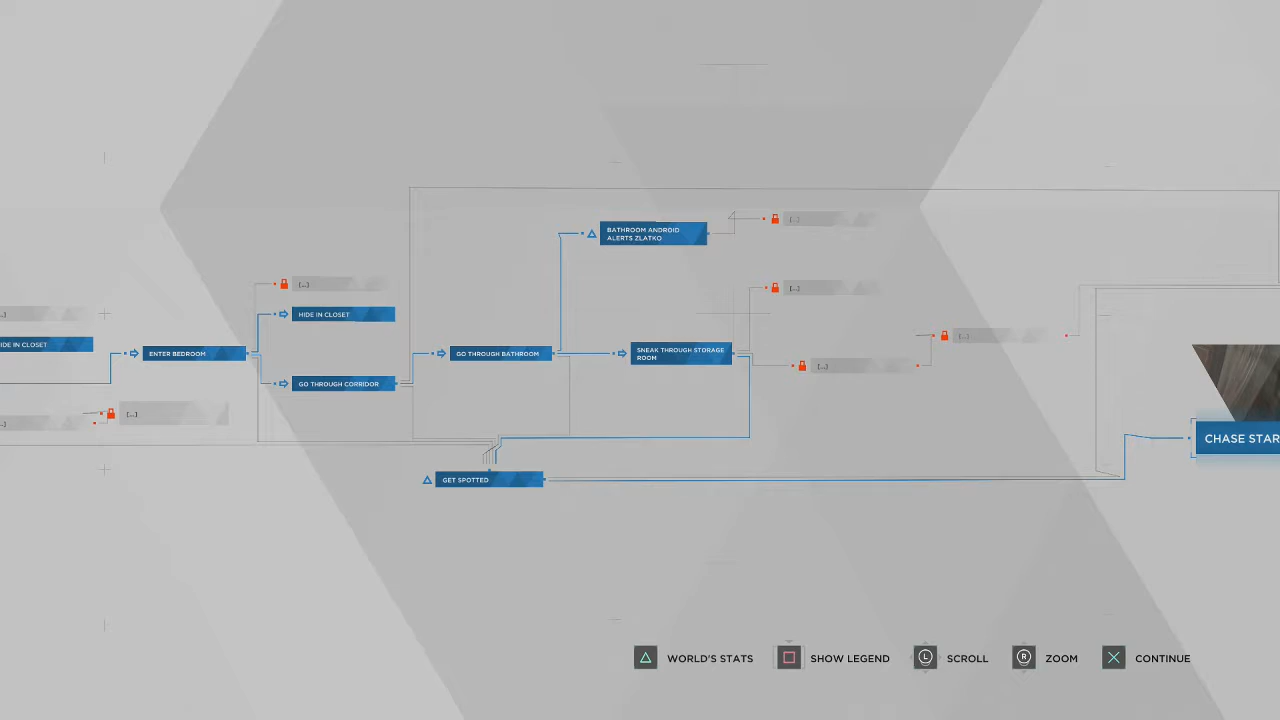 BATHROOM ANDROID
ALERTS ZLATKO
[...]
[...]
[...]
HIDE IN CLOSET
...]
[...]
IDE IN CLOSET
ENTER BEDROOM
GO THROUGH BATHROOM
SNEAK THROUGH STORAGE
ROOM
[...]
GO THROUGH CORRIDOR
[...]
...]
CHASE STAR
GET SPOTTED
WORLD'S STATS
SHOW LEGEND
L
SCROLL
R
ZOOM
CONTINUE